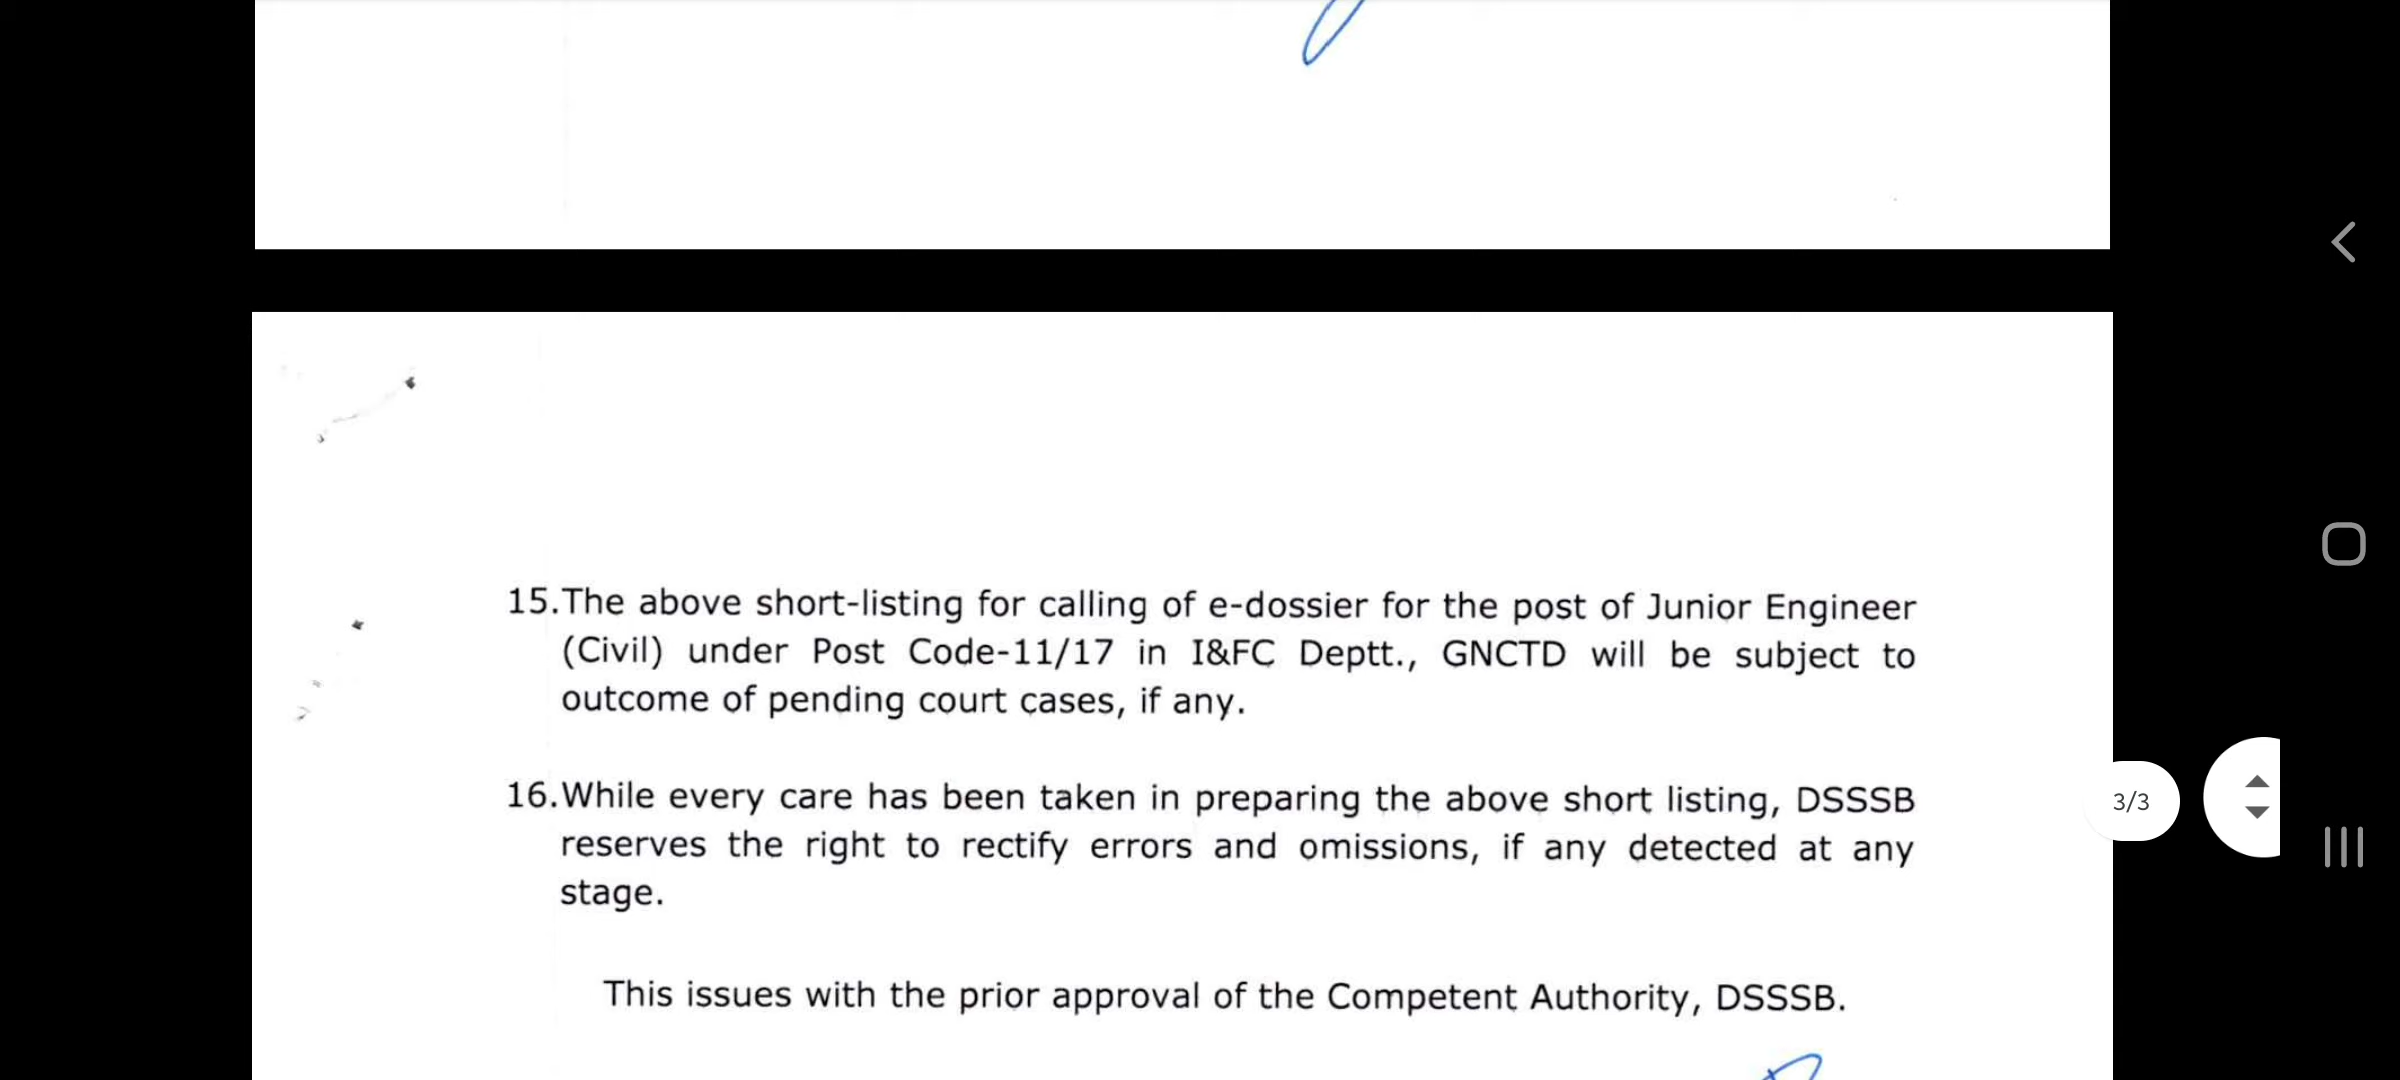 15.The above short-listing for calling of e-dossier for the post of Junior Engineer
(Civil) under Post Code-11/17 in I&FC Deptt., GNCTD will be subject to
outcome of pending court cases, if any.
16.While every care has been taken in preparing the above short listing, DSSSB
reserves the right to rectify errors and omissions, if any detected at any
stage.
This issues with the prior approval of the Competent Authority, DSSSB.
3/3